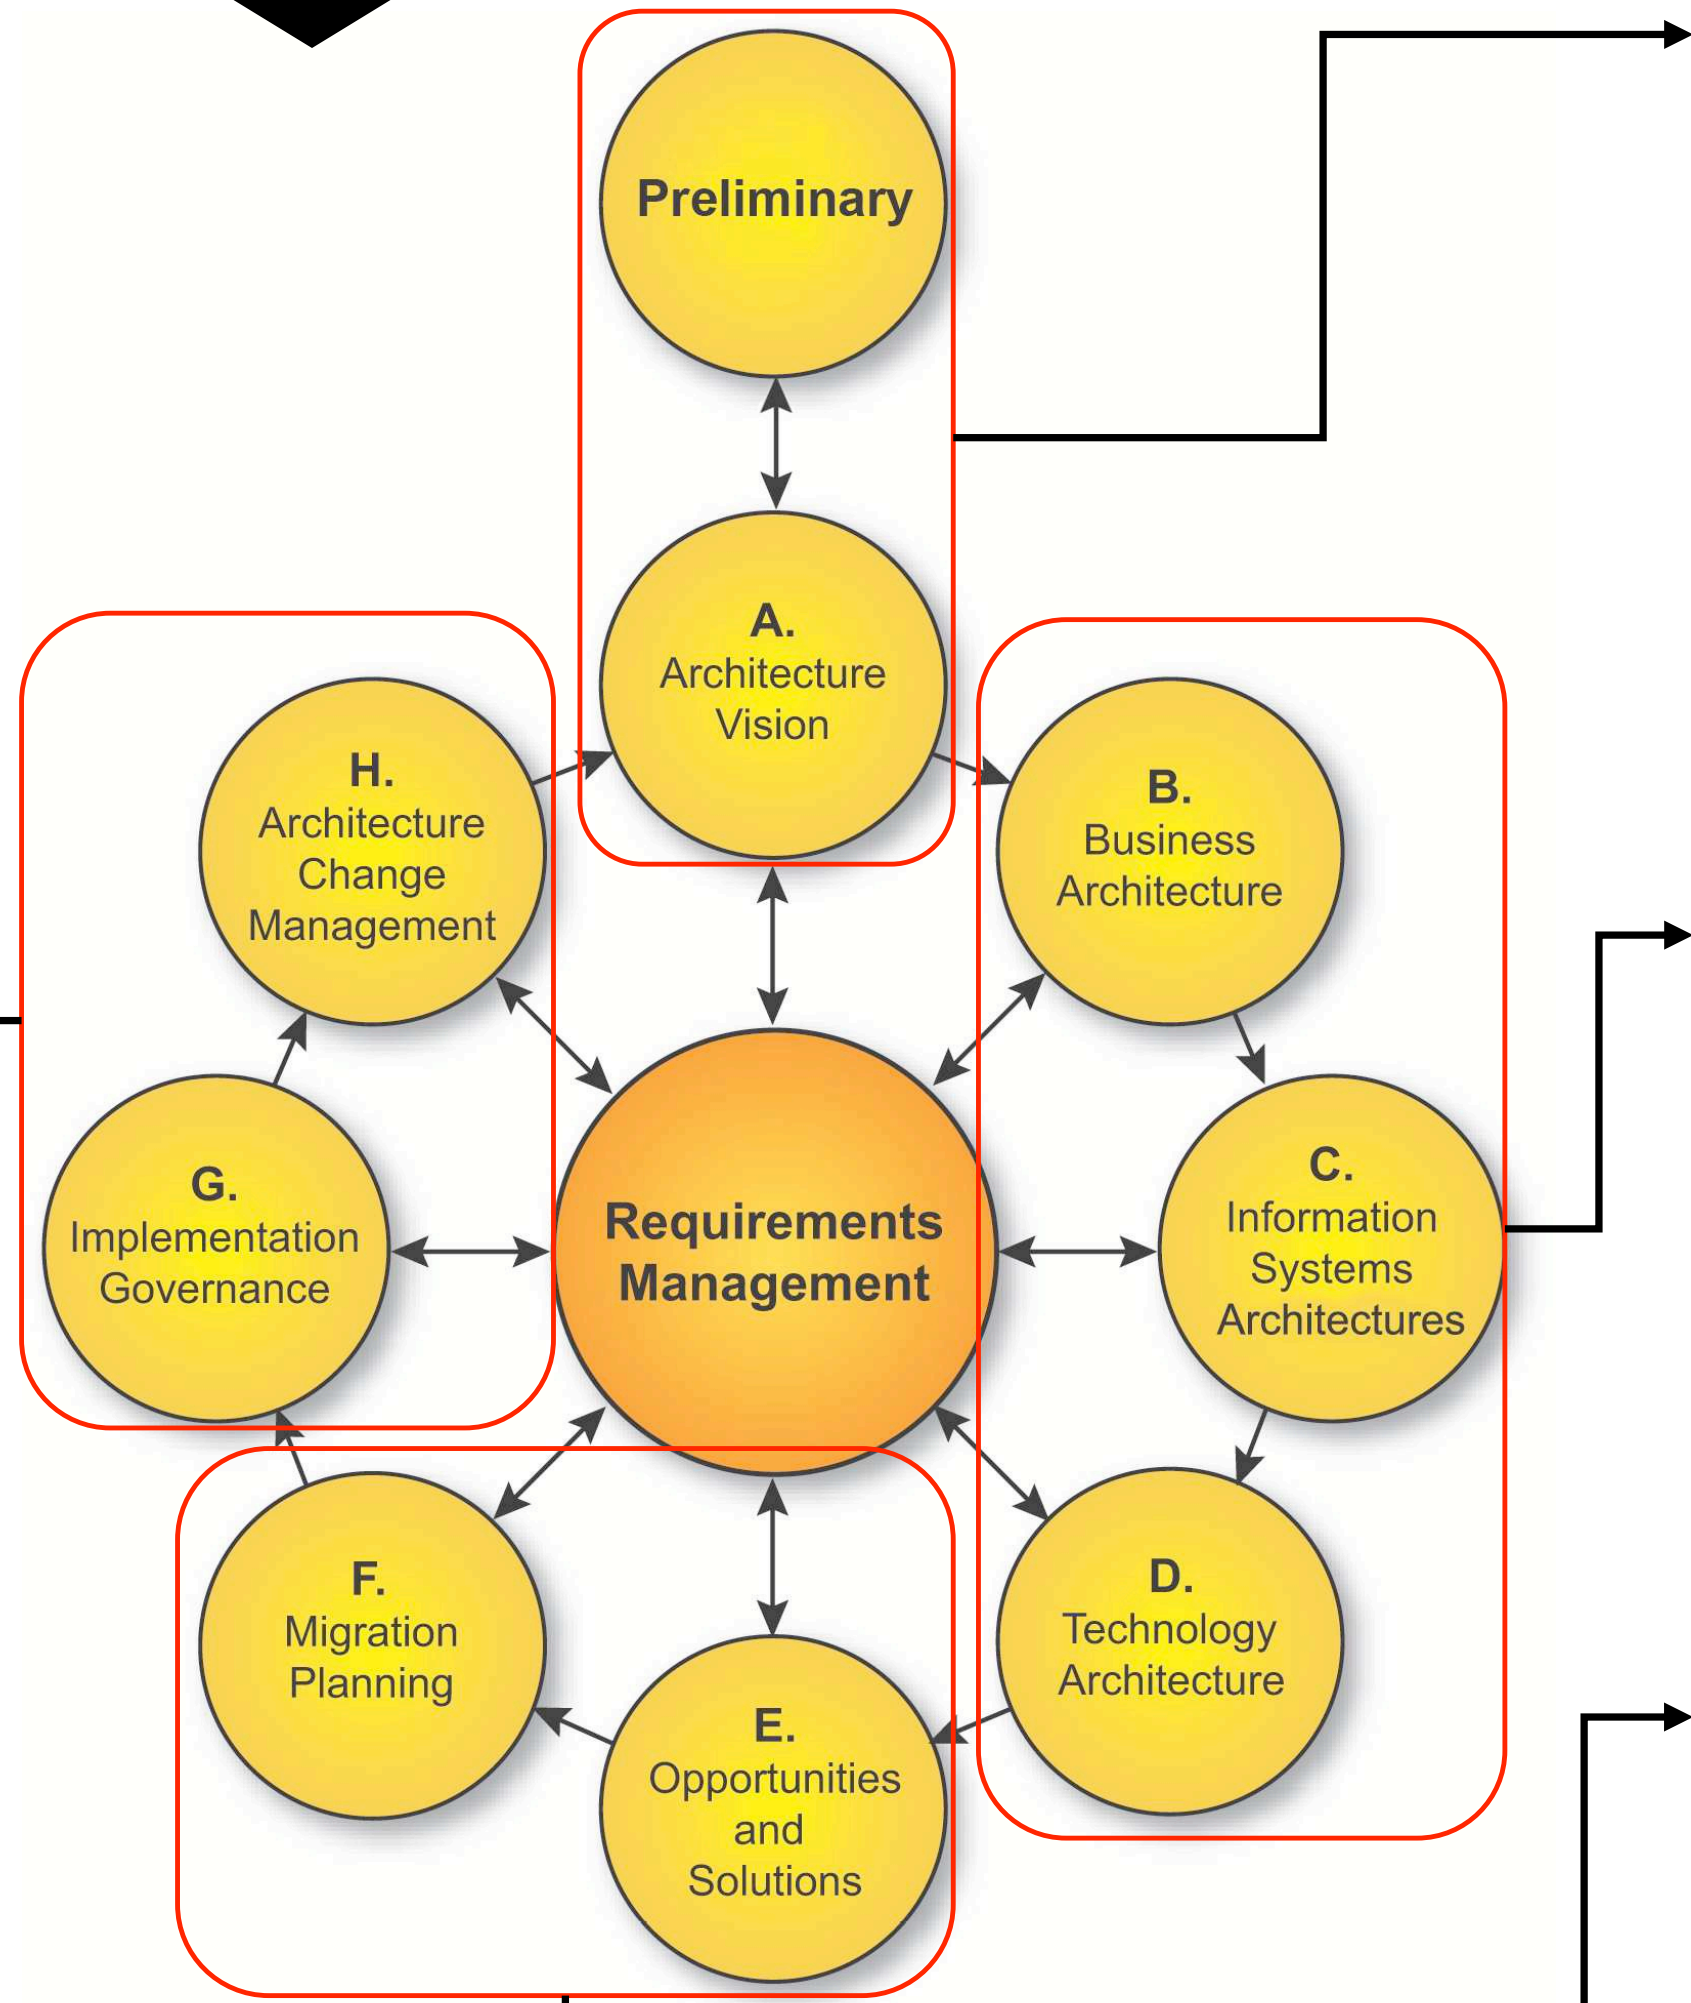 Preliminary
A.
Architecture
Vision
B.
Business
Architecture
C.
Information
Systems
Architectures
D.
Technology
Architecture
E.
Opportunities
and
Solutions
F.
Migration
Planning
G.
Implementation
Governance
H.
Architecture
Change
Management
Requirements
Management